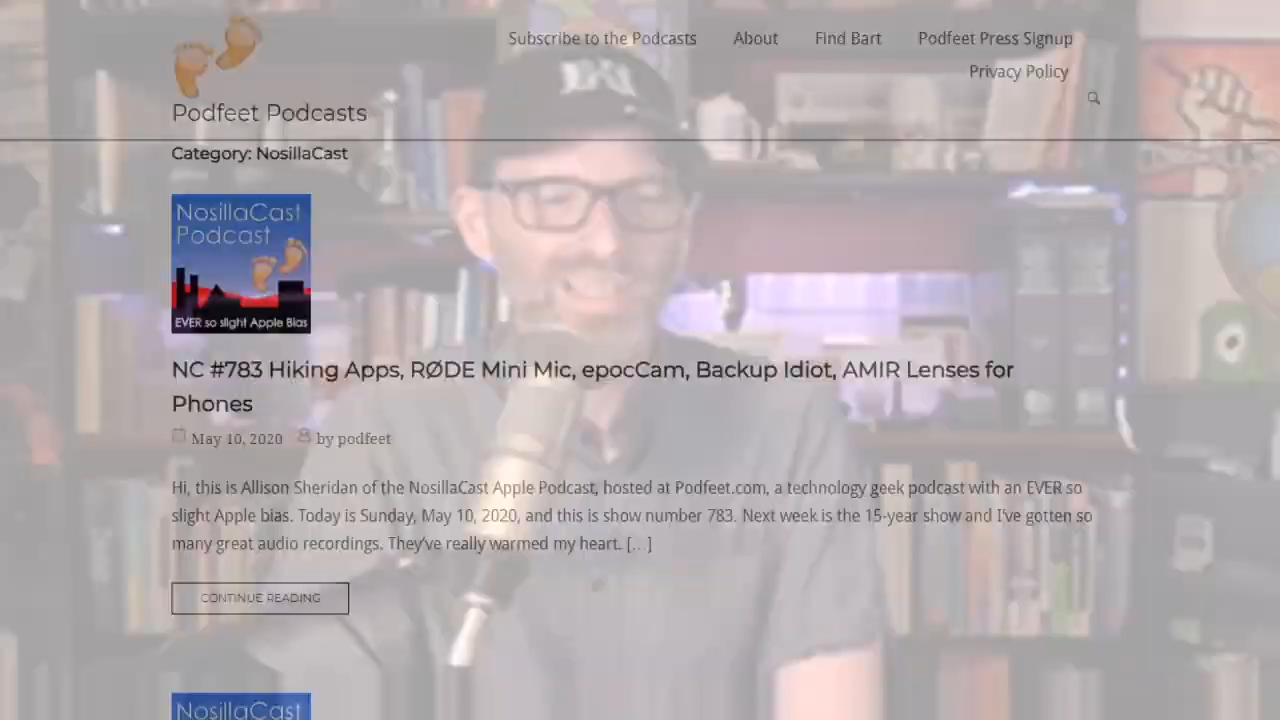 Subscribe to the Podcasts
About
Find Bart
Podfeet Press Signup
Privacy Policy
Podfeet Podcasts
Category: NosillaCast
NosillaCast
Podcast
EVER so slight Apple Bias
NC #783 Hiking Apps, RØDE Mini Mic, epocCam, Backup Idiot, AMIR Lenses for
Phones
May 10, 2020 by podfeet
Hi, this is Allison Sheridan of the NosillaCast Apple Podcast, hosted at Podfeet.com, a technology geek podcast with an EVER so
slight Apple bias. Today is Sunday, May 10, 2020, and this is show number 783. Next week is the 15-year show and I've gotten so
many great audio recordings. They've really warmed my heart. […]
CONTINUE READING
NosillaCast